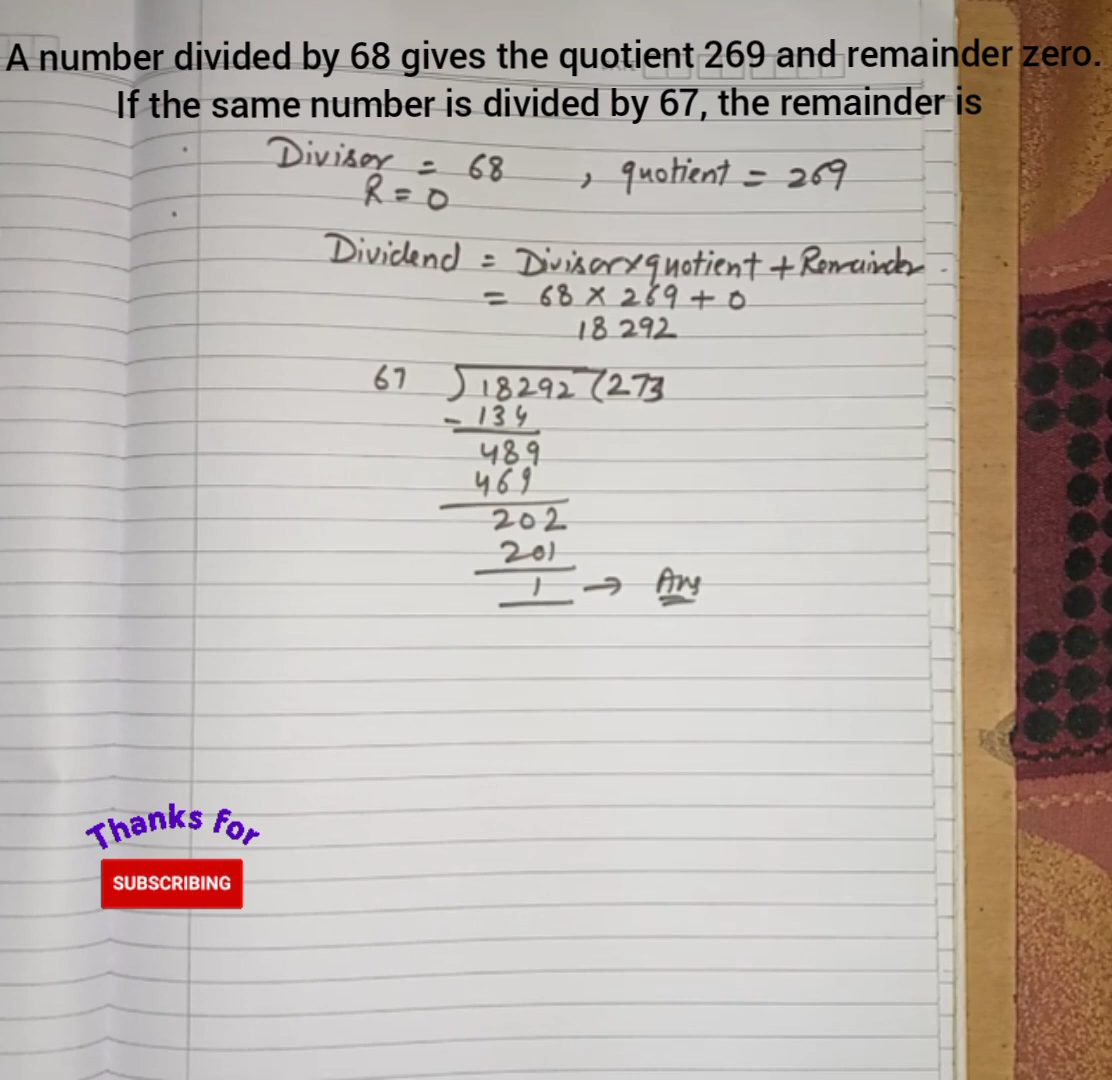 A number divided by 68 gives the quotient 269 and remainder zero.
If the same number is divided by 67, the remainder is
Divisor = 68 , quotient = 269
R = 0
Dividend = Divisor×quotient + Remainder
= 68 × 269 + 0
18292
67 ) 18292 ( 273
- 134
489
469
202
201
1 → Ans
Thanks for
SUBSCRIBING